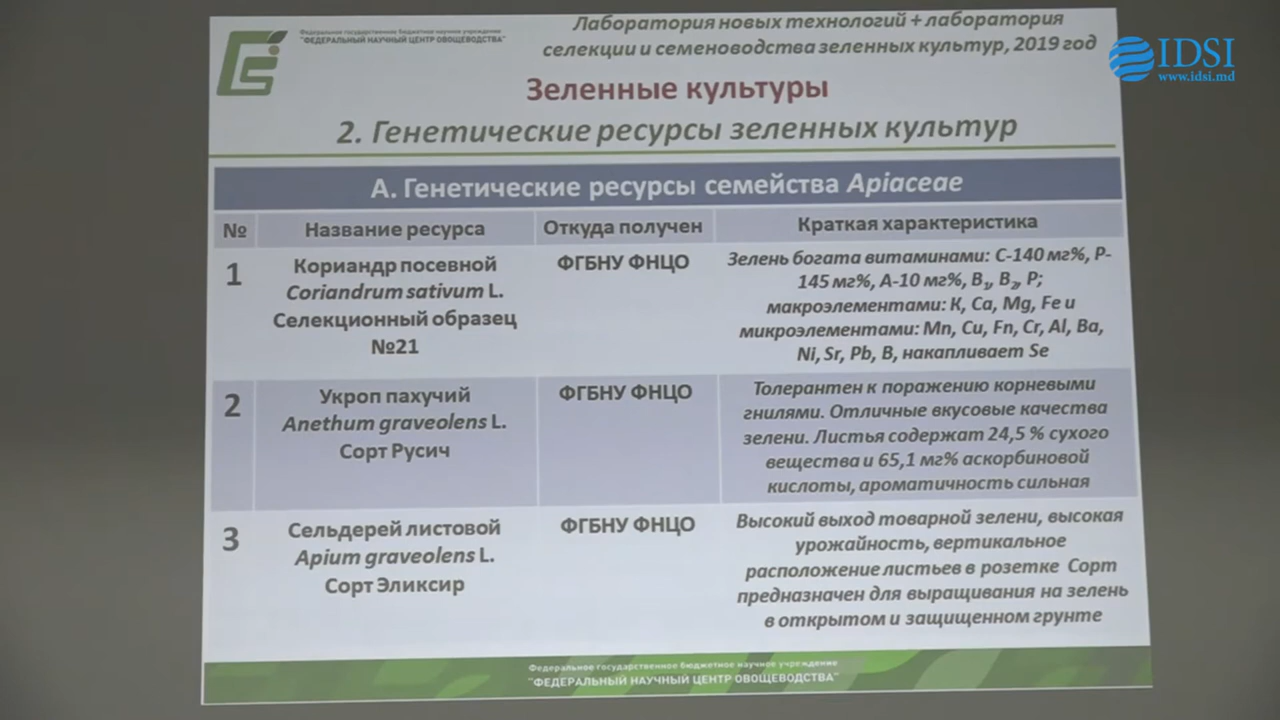 Федеральное государственное бюджетное научное учреждение
"ФЕДЕРАЛЬНЫЙ НАУЧНЫЙ ЦЕНТР ОВОЩЕВОДСТВА"
Лаборатория новых технологий + лаборатория
селекции и семеноводства зеленных культур, 2019 год
IDSI
www.idsi.md
Зеленные культуры
2. Генетические ресурсы зеленных культур
А. Генетические ресурсы семейства Apiaceae
№ Название ресурса Откуда получен Краткая характеристика
1
Кориандр посевной
Coriandrum sativum L.
Селекционный образец
№21
ФГБНУ ФНЦО
Зелень богата витаминами: С-140 мг%, Р-
145 мг%, А-10 мг%, В₁, В₂, Р;
макроэлементами: К, Са, Mg, Fe и
микроэлементами: Mn, Cu, Fn, Cr, Al, Ba,
Ni, Sr, Pb, B, накапливает Se
2
Укроп пахучий
Anethum graveolens L.
Сорт Русич
ФГБНУ ФНЦО
Толерантен к поражению корневыми
гнилями. Отличные вкусовые качества
зелени. Листья содержат 24,5 % сухого
вещества и 65,1 мг% аскорбиновой
кислоты, ароматичность сильная
3
Сельдерей листовой
Apium graveolens L.
Сорт Эликсир
ФГБНУ ФНЦО
Высокий выход товарной зелени, высокая
урожайность, вертикальное
расположение листьев в розетке Сорт
предназначен для выращивания на зелень
в открытом и защищенном грунте
Федеральное государственное бюджетное научное учреждение
"ФЕДЕРАЛЬНЫЙ НАУЧНЫЙ ЦЕНТР ОВОЩЕВОДСТВА"